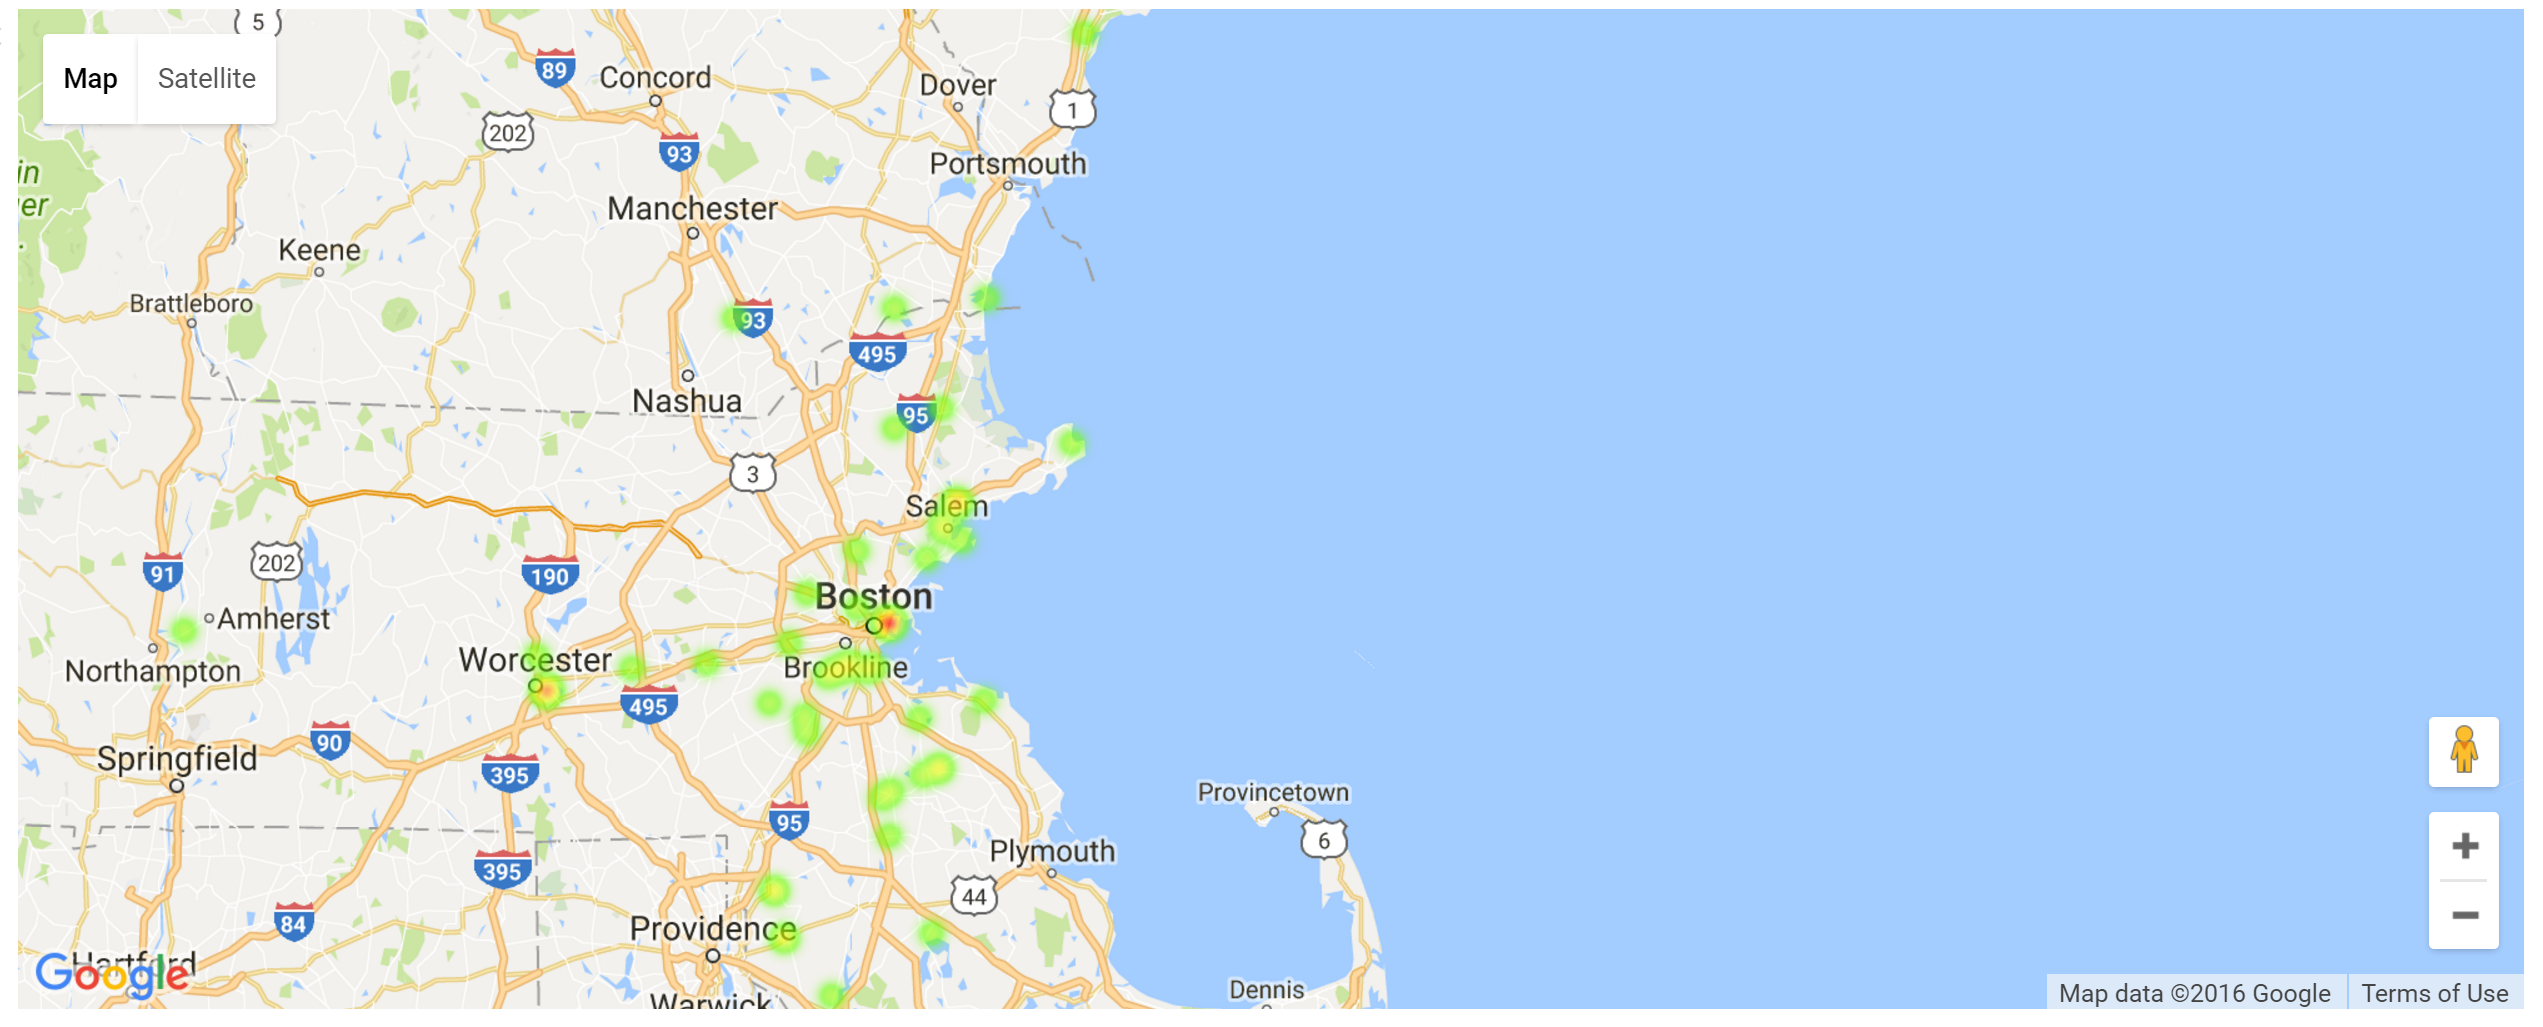 5
Map Satellite
89
Concord
Dover
1
202
93
Portsmouth
in
er
Manchester
Keene
Brattleboro
93
495
Nashua
95
3
Salem
202
91
190
Boston
Amherst
Worcester
Northampton
Brookline
495
90
Springfield
395
Provincetown
95
6
Plymouth
395
44
84
Providence
Hartford
Google
Warwick
Dennis
Map data ©2016 Google Terms of Use